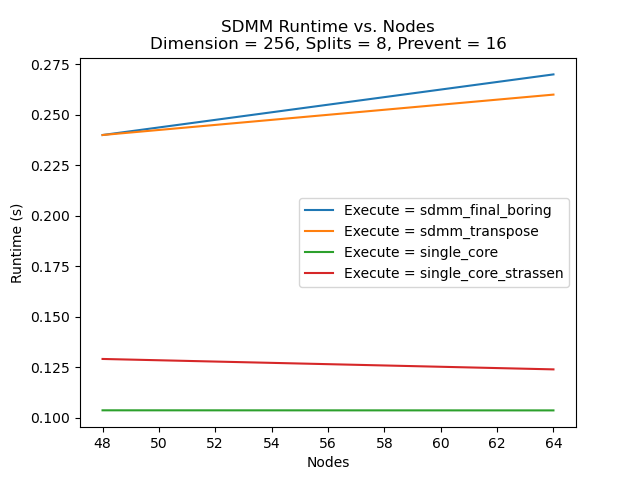 SDMM Runtime vs. Nodes
Dimension = 256, Splits = 8, Prevent = 16
Runtime (s)
0.275
0.250
0.225
0.200
0.175
0.150
0.125
0.100
Execute = sdmm_final_boring
Execute = sdmm_transpose
Execute = single_core
Execute = single_core_strassen
48 50 52 54 56 58 60 62 64
Nodes